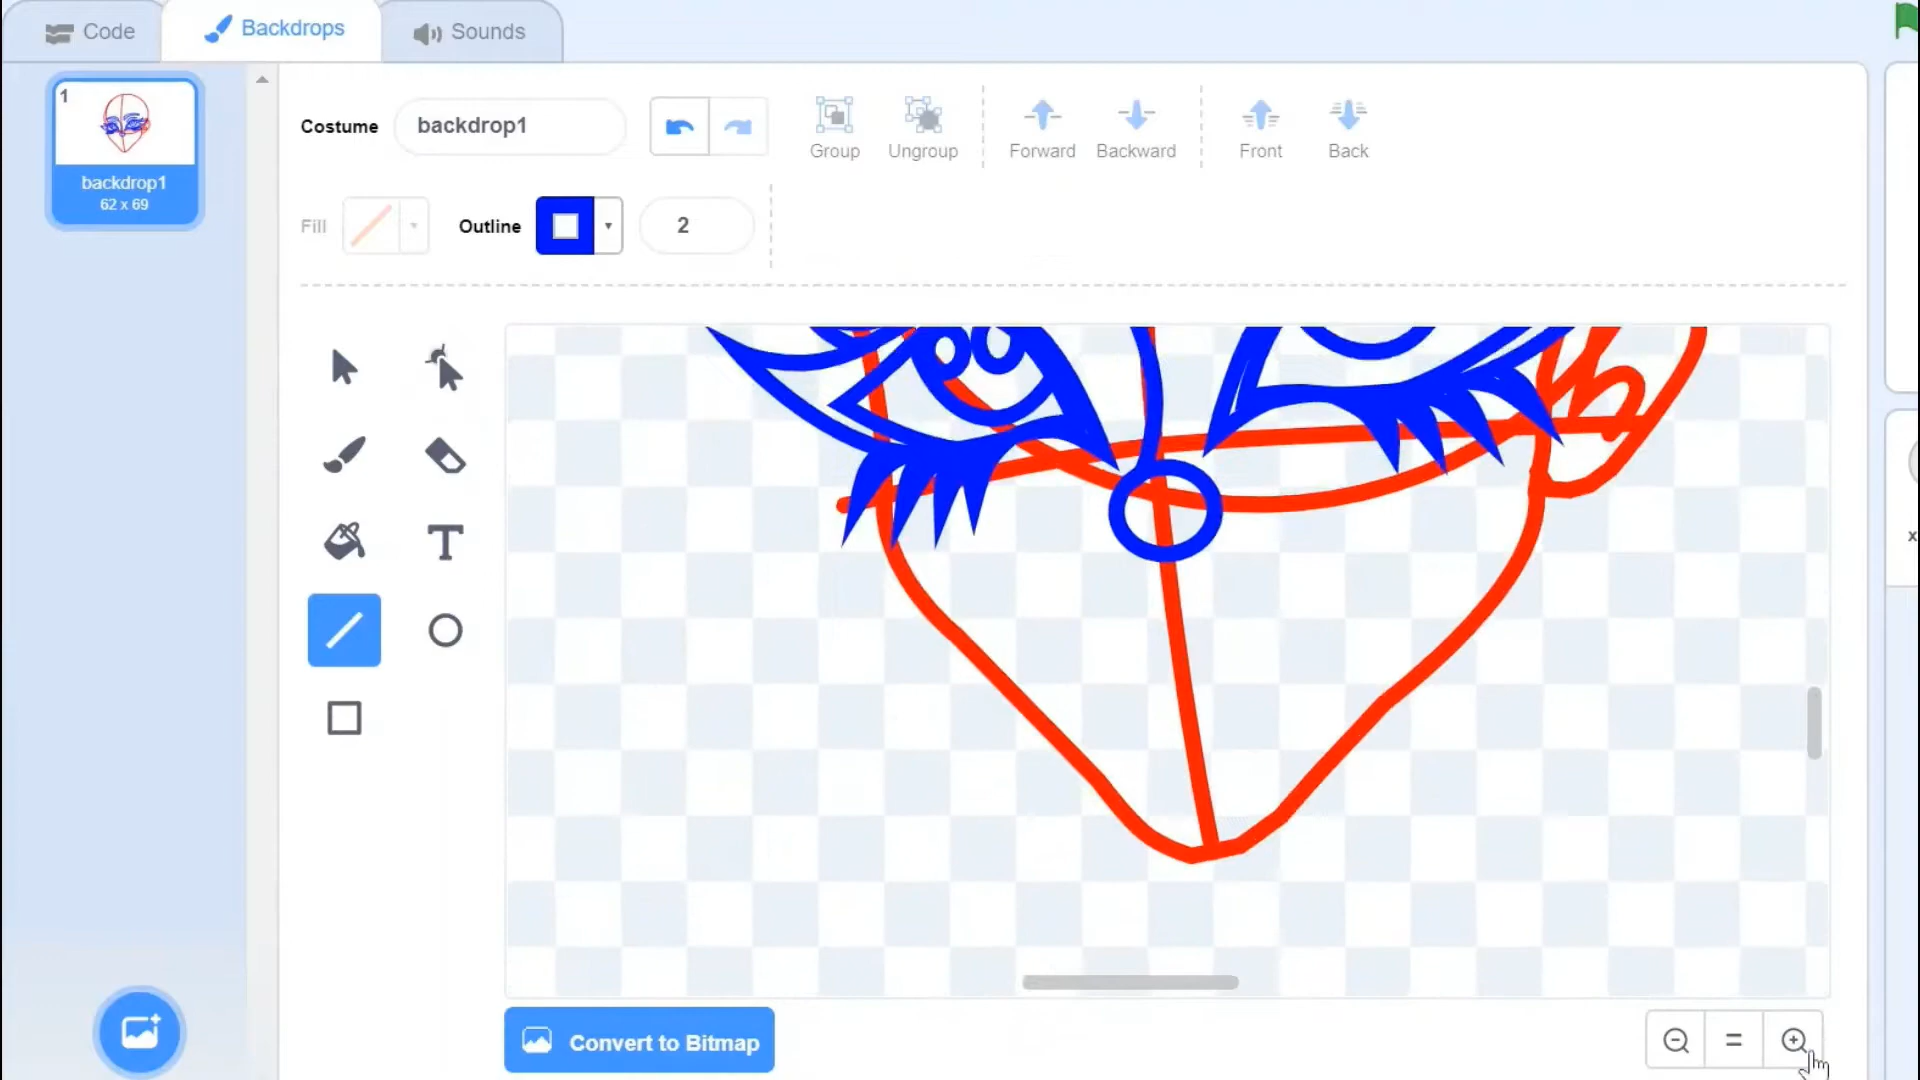 Code
Backdrops
Sounds
1
backdrop1
62 x 69
Costume
backdrop1
Group
Ungroup
Forward
Backward
Front
Back
Fill
Outline
2
T
x
Convert to Bitmap